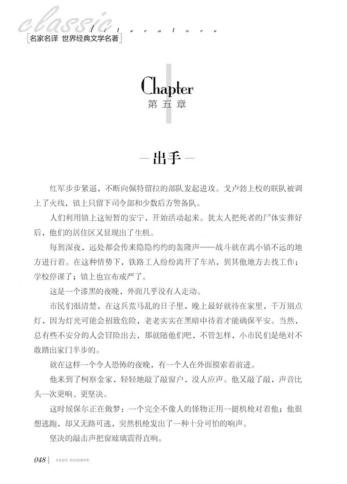 classic
literature
[名家名译 世界经典文学名著]
Chapter
第五章
—出手—
红军步步紧逼，不断向佩特留拉的部队发起进攻。戈卢勃上校的联队被调
上了火线，镇上只留下司令部和少数后方警备队。
人们利用镇上这短暂的安宁，开始活动起来。犹太人把死者的尸体安葬好
后，他们的居住区又显现出了生机。
每到深夜，远处都会传来隐隐约约的轰隆声——战斗就在离小镇不远的地
方进行着。在这种情势下，铁路工人纷纷离开了车站，到其他地方去找工作；
学校停课了；镇上也宣布戒严了。
这是一个漆黑的夜晚，外面几乎没有人走动。
市民们很清楚，在这兵荒马乱的日子里，晚上最好就待在家里，千万别点
灯，因为灯光可能会招致危险，老老实实在黑暗中待着才能确保平安。当然，
总有些不安分的人会冒险出去，那就随他们吧，不管怎样，小市民们是绝对不
敢踏出家门半步的。
就在这样一个令人恐怖的夜晚，有一个人在外面摸索着前进。
他来到了柯察金家，轻轻地敲了敲窗户，没人应声。他又敲了敲，声音比
头一次更响、更坚决。
这时候保尔正在做梦：一个完全不像人的怪物正用一挺机枪对着他；他很
想逃跑，却又无路可逃，突然机枪发出了一种十分可怕的响声。
坚决的敲击声把窗玻璃震得直响。
048